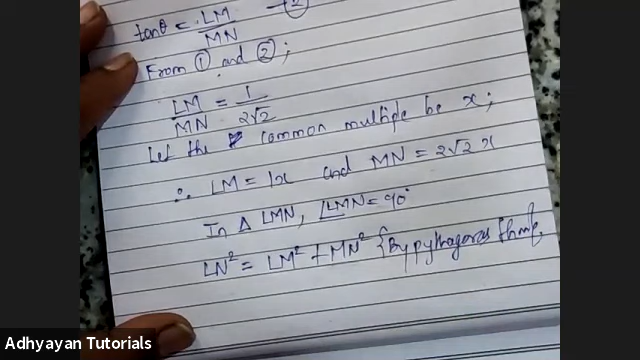 tanθ = LM/MN —②
From ① and ②;
LM/MN = 1/2√2
Let the common multiple be x;
∴ LM = 1x and MN = 2√2 x
In Δ LMN, ∠LMN = 90°
LN² = LM² + MN² {By pythagoras
Adhyayan Tutorials